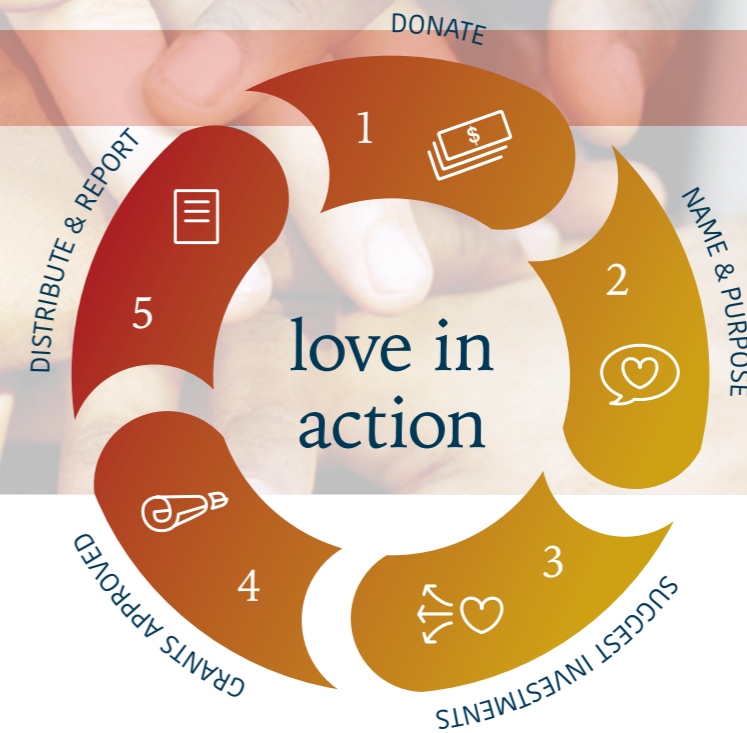 DONATE
1
$
NAME & PURPOSE
2
love in
action
3
SUGGEST INVESTMENTS
4
GRANTS APPROVED
5
DISTRIBUTE & REPORT